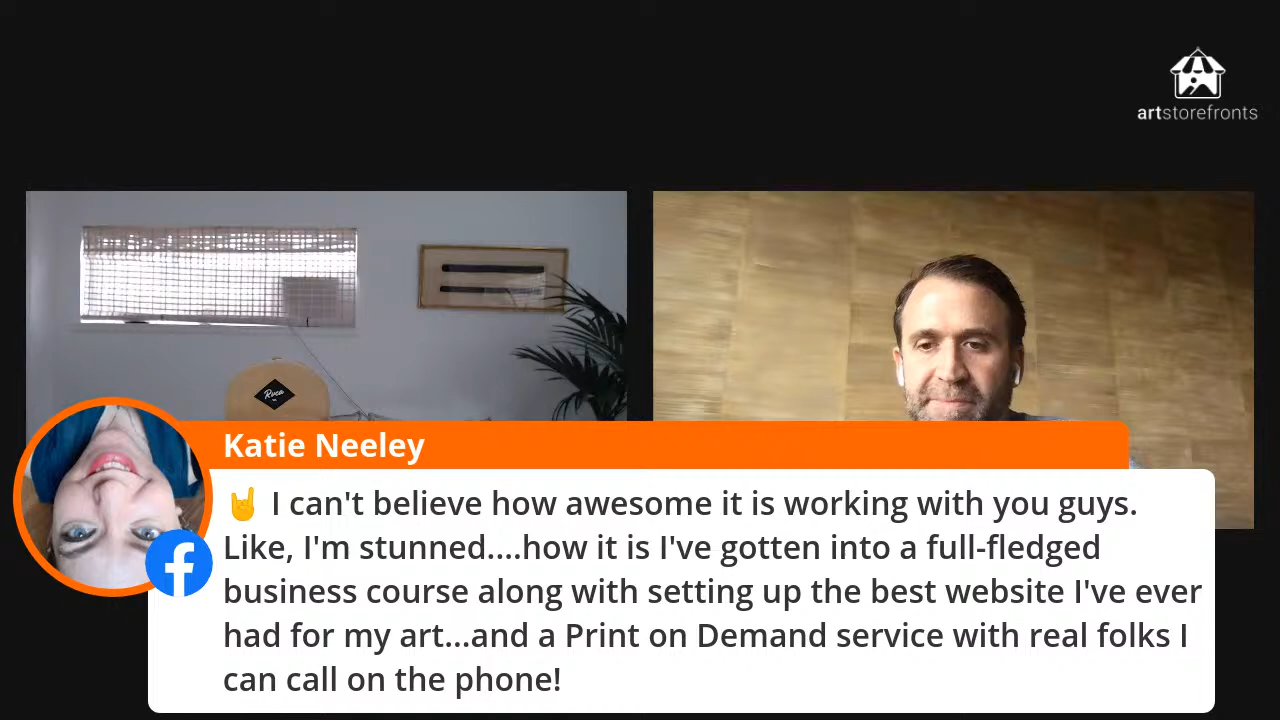 artstorefronts
Ruca
Katie Neeley
🤘 I can't believe how awesome it is working with you guys.
Like, I'm stunned....how it is I've gotten into a full-fledged
business course along with setting up the best website I've ever
had for my art...and a Print on Demand service with real folks I
can call on the phone!